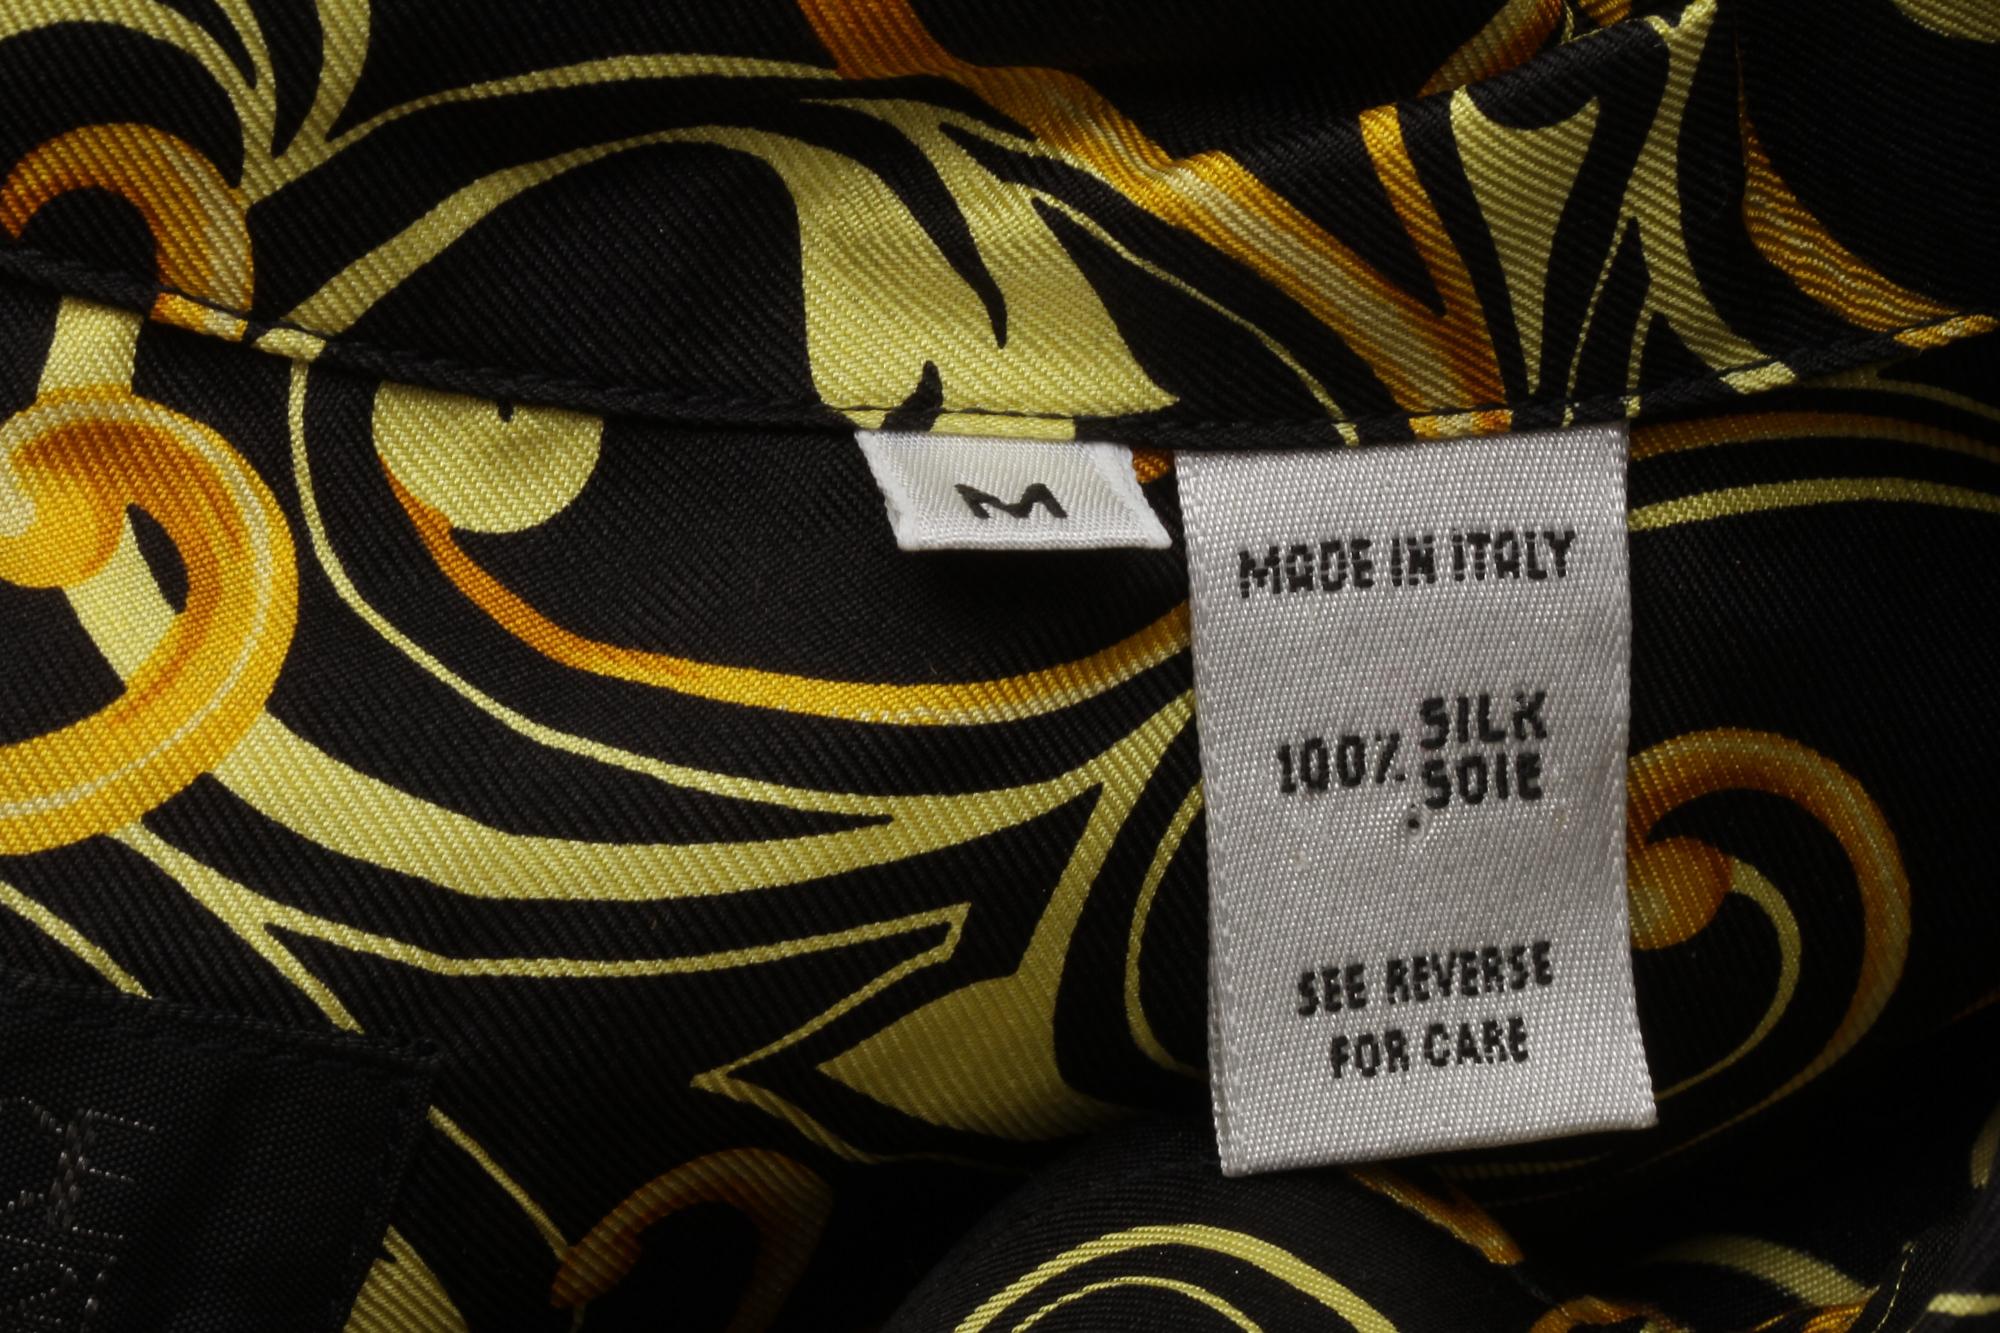 M
MADE IN ITALY
100% SILK
SOIE
SEE REVERSE
FOR CARE